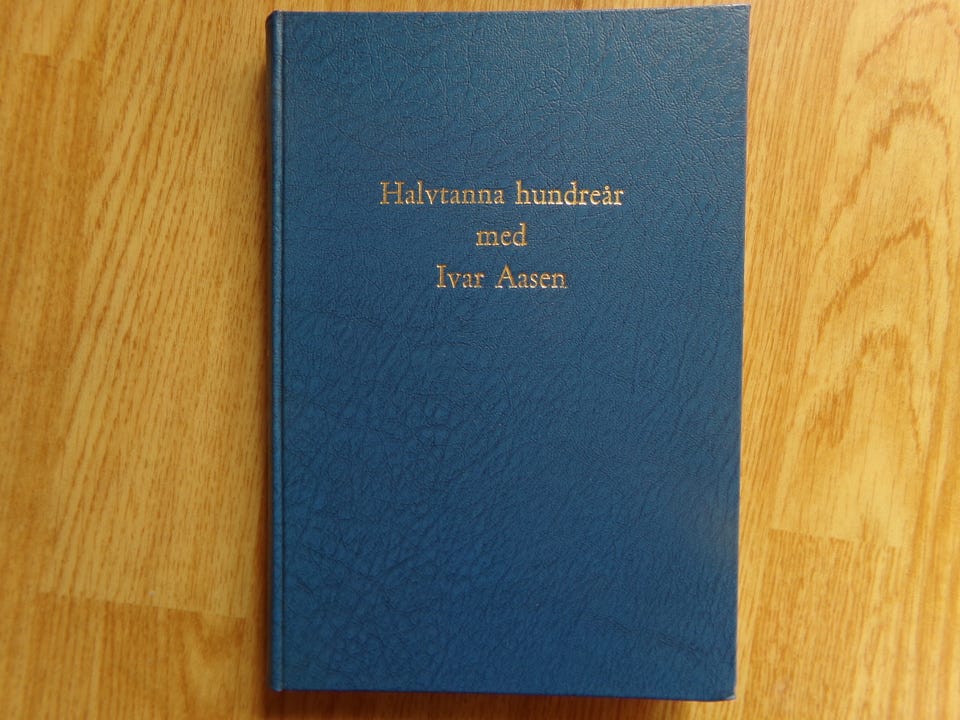 Halvtanna hundreår
med
Ivar Aasen